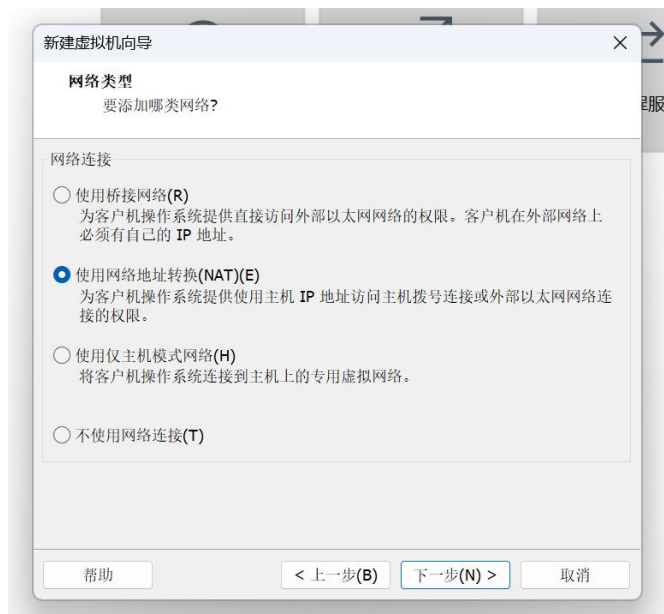 新建虚拟机向导
网络类型
要添加哪类网络?
程服
网络连接
使用桥接网络(R)
为客户机操作系统提供直接访问外部以太网网络的权限。客户机在外部网络上
必须有自己的 IP 地址。
使用网络地址转换(NAT)(E)
为客户机操作系统提供使用主机 IP 地址访问主机拨号连接或外部以太网网络连
接的权限。
使用仅主机模式网络(H)
将客户机操作系统连接到主机上的专用虚拟网络。
不使用网络连接(T)
帮助
< 上一步(B)
下一步(N) >
取消